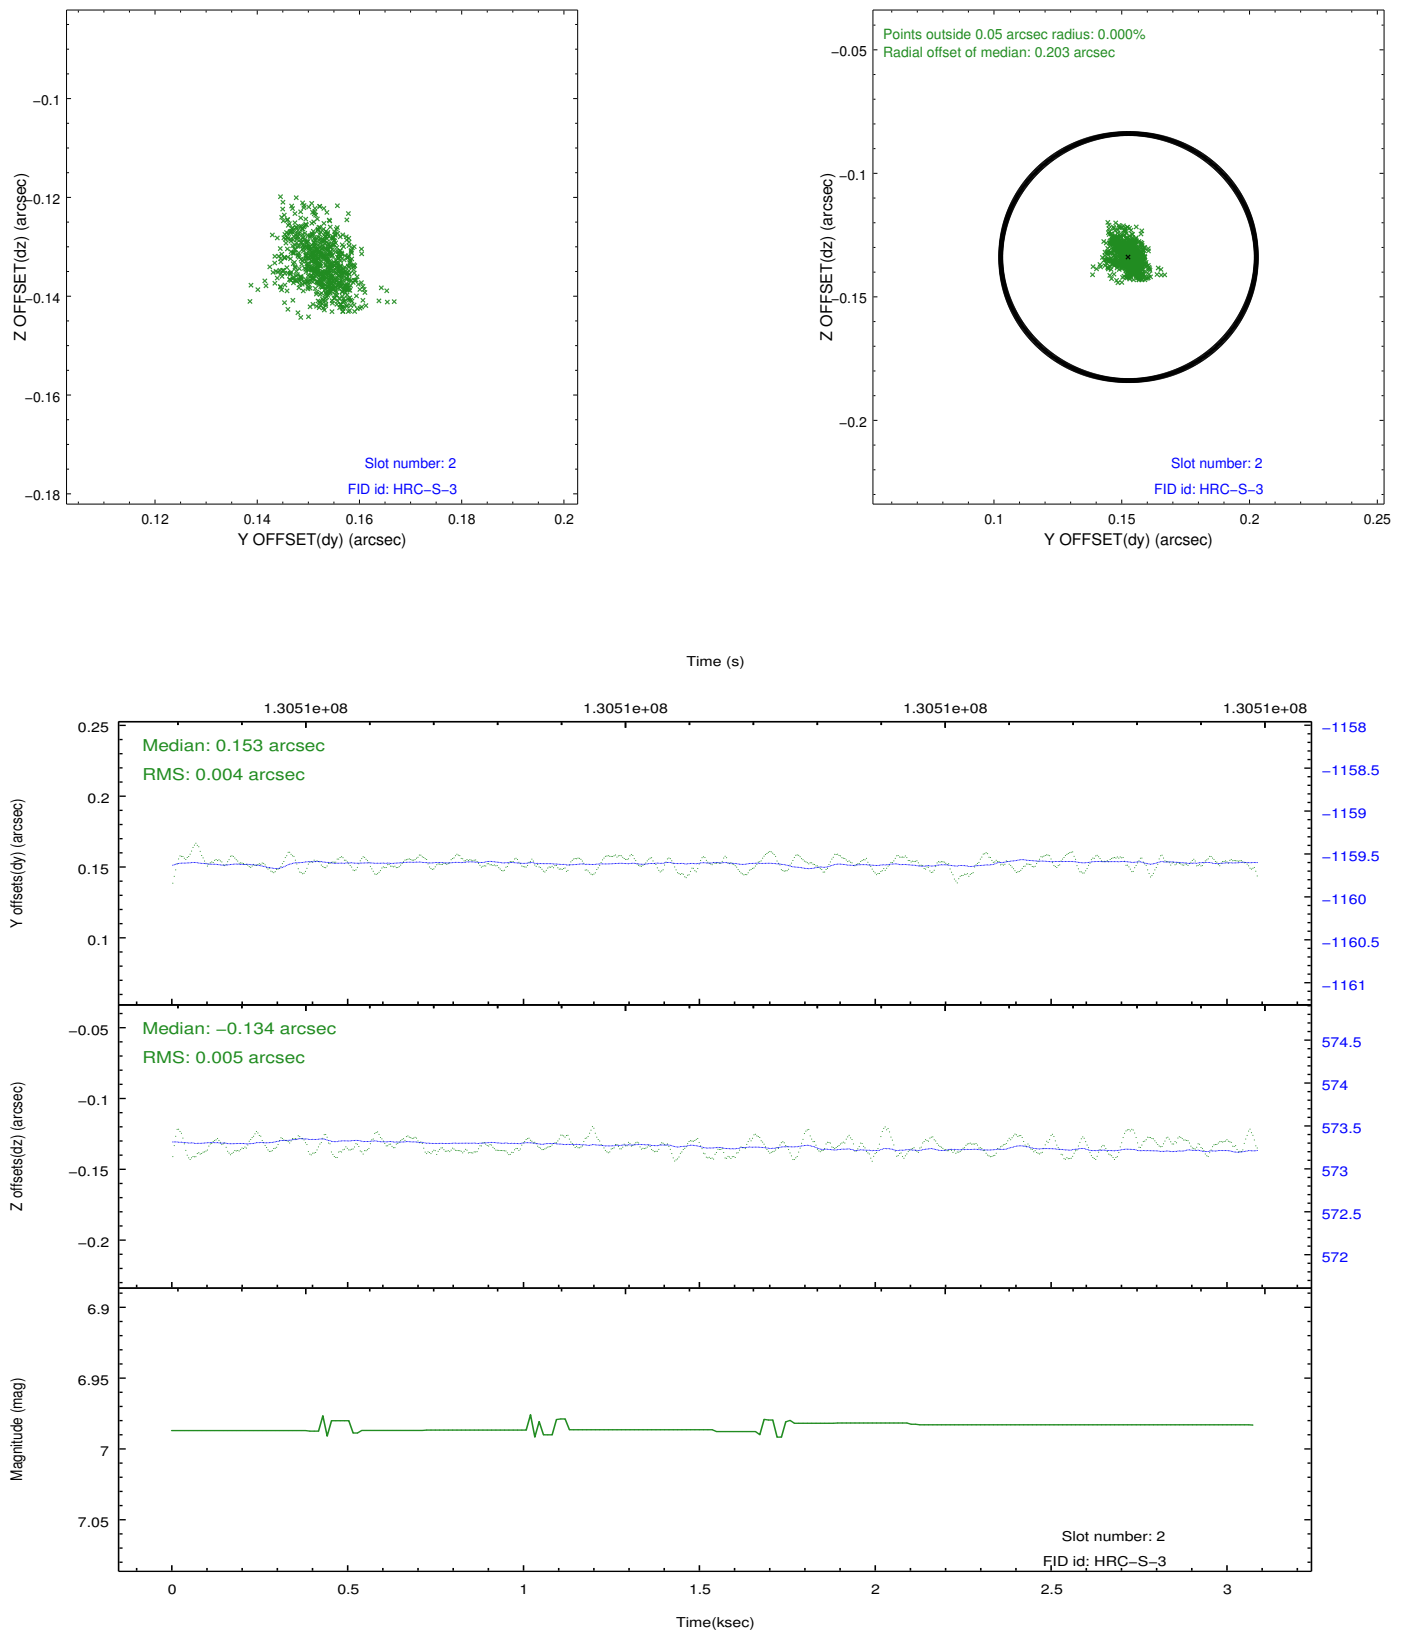 −0.1
−0.12
−0.14
−0.16
−0.18
Z OFFSET(dz) (arcsec)
Slot number: 2
FID id: HRC−S−3
0.12
0.14
0.16
0.18
0.2
Y OFFSET(dy) (arcsec)
Points outside 0.05 arcsec radius: 0.000%
Radial offset of median: 0.203 arcsec
−0.05
−0.1
−0.15
−0.2
Z OFFSET(dz) (arcsec)
Slot number: 2
FID id: HRC−S−3
0.1
0.15
0.2
0.25
Y OFFSET(dy) (arcsec)
Time (s)
1.3051e+08
1.3051e+08
1.3051e+08
1.3051e+08
Median: 0.153 arcsec
RMS: 0.004 arcsec
0.25
0.2
0.15
0.1
Y offsets(dy) (arcsec)
−1158
−1158.5
−1159
−1159.5
−1160
−1160.5
−1161
Median: −0.134 arcsec
RMS: 0.005 arcsec
−0.05
−0.1
−0.15
−0.2
Z offsets(dz) (arcsec)
574.5
574
573.5
573
572.5
572
6.9
6.95
7
7.05
Magnitude (mag)
Slot number: 2
FID id: HRC−S−3
0
0.5
1
1.5
2
2.5
3
Time(ksec)